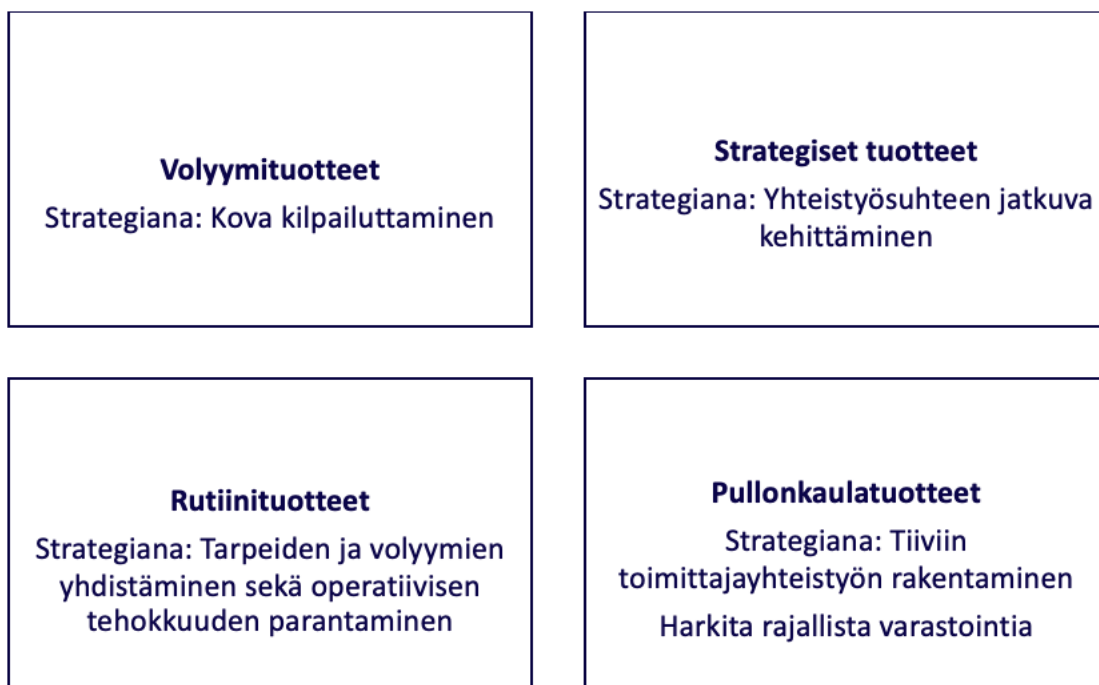 Volyymituotteet
Strategiana: Kova kilpailuttaminen
Strategiset tuotteet
Strategiana: Yhteistyösuhteen jatkuva
kehittäminen
Rutiinituotteet
Strategiana: Tarpeiden ja volyymien
yhdistäminen sekä operatiivisen
tehokkuuden parantaminen
Pullonkaulatuotteet
Strategiana: Tiiviin
toimittajayhteistyön rakentaminen
Harkita rajallista varastointia